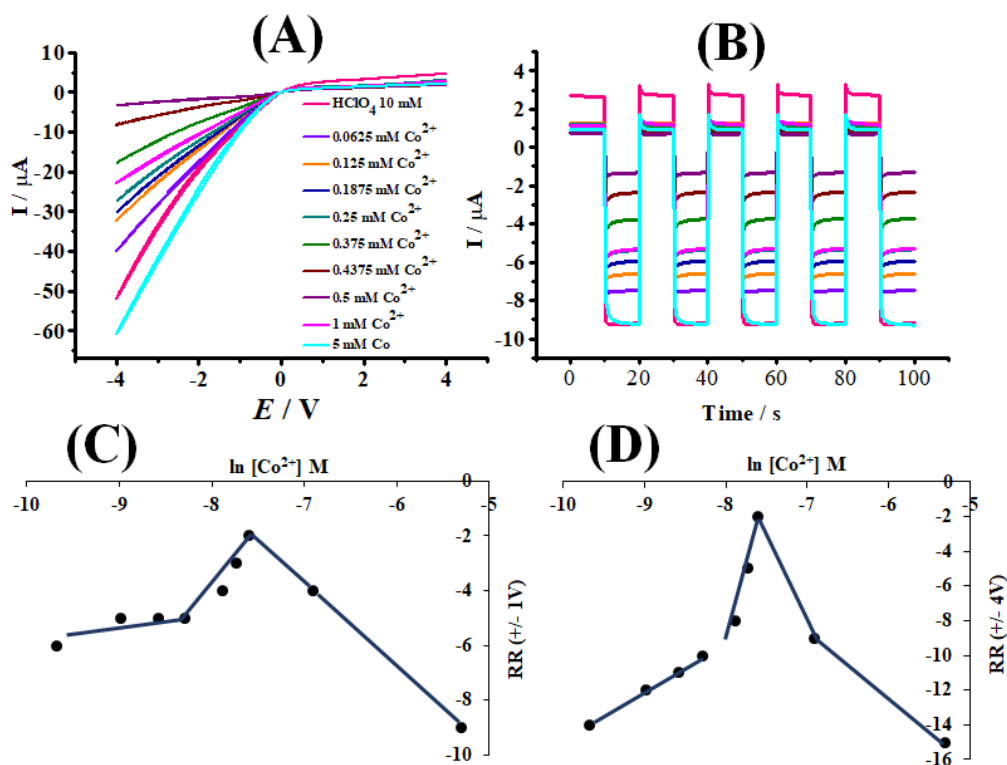 (A)
10
0
-10
-20
-30
-40
-50
-60
I / µA
-4
-2
0
2
4
E / V
HClO4 10 mM
0.0625 mM Co2+
0.125 mM Co2+
0.1875 mM Co2+
0.25 mM Co2+
0.375 mM Co2+
0.4375 mM Co2+
0.5 mM Co2+
1 mM Co2+
5 mM Co
(B)
4
2
0
-2
-4
-6
-8
-10
I / µA
0
20
40
60
80
100
Time / s
(C)
ln [Co2+] M
-10
-9
-8
-7
-6
-5
0
-2
-4
-6
-8
-10
RR (+/- 1V)
(D)
ln [Co2+] M
-10
-9
-8
-7
-6
-5
0
-2
-4
-6
-8
-10
-12
-14
-16
RR (+/- 4V)